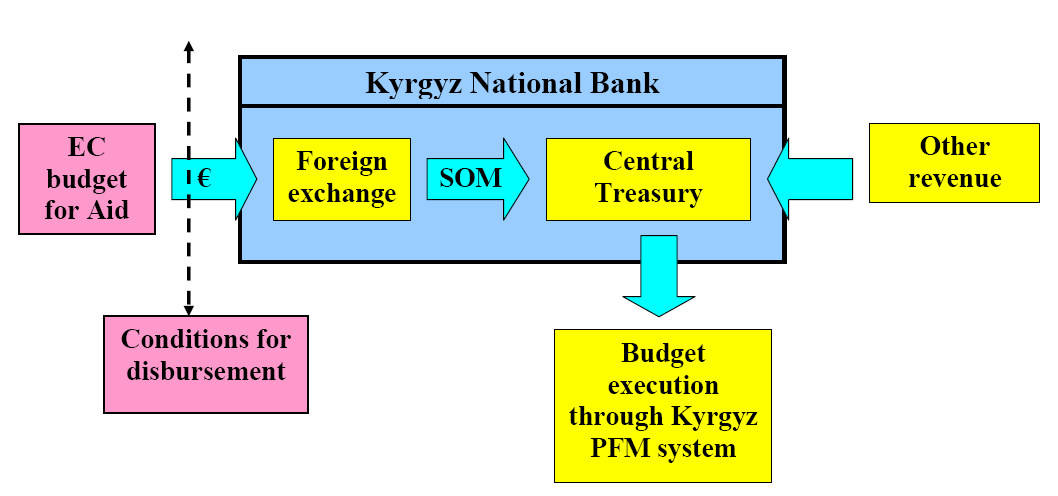 Kyrgyz National Bank
EC
budget
for Aid
€
Foreign
exchange
SOM
Central
Treasury
Other
revenue
Conditions for
disbursement
Budget
execution
through Kyrgyz
PFM system